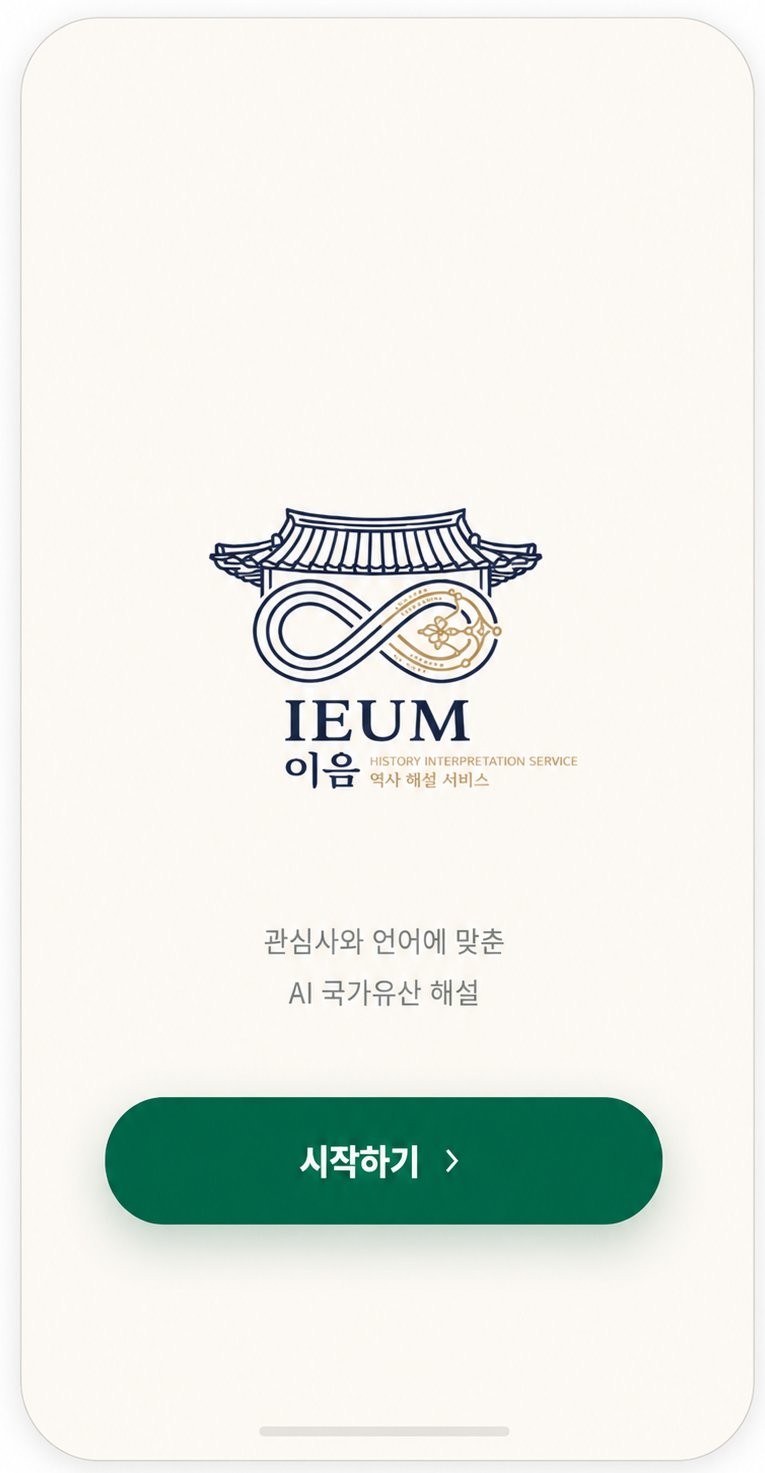 IEUM
이음
HISTORY INTERPRETATION SERVICE
역사 해설 서비스
관심사와 언어에 맞춘
AI 국가유산 해설
시작하기